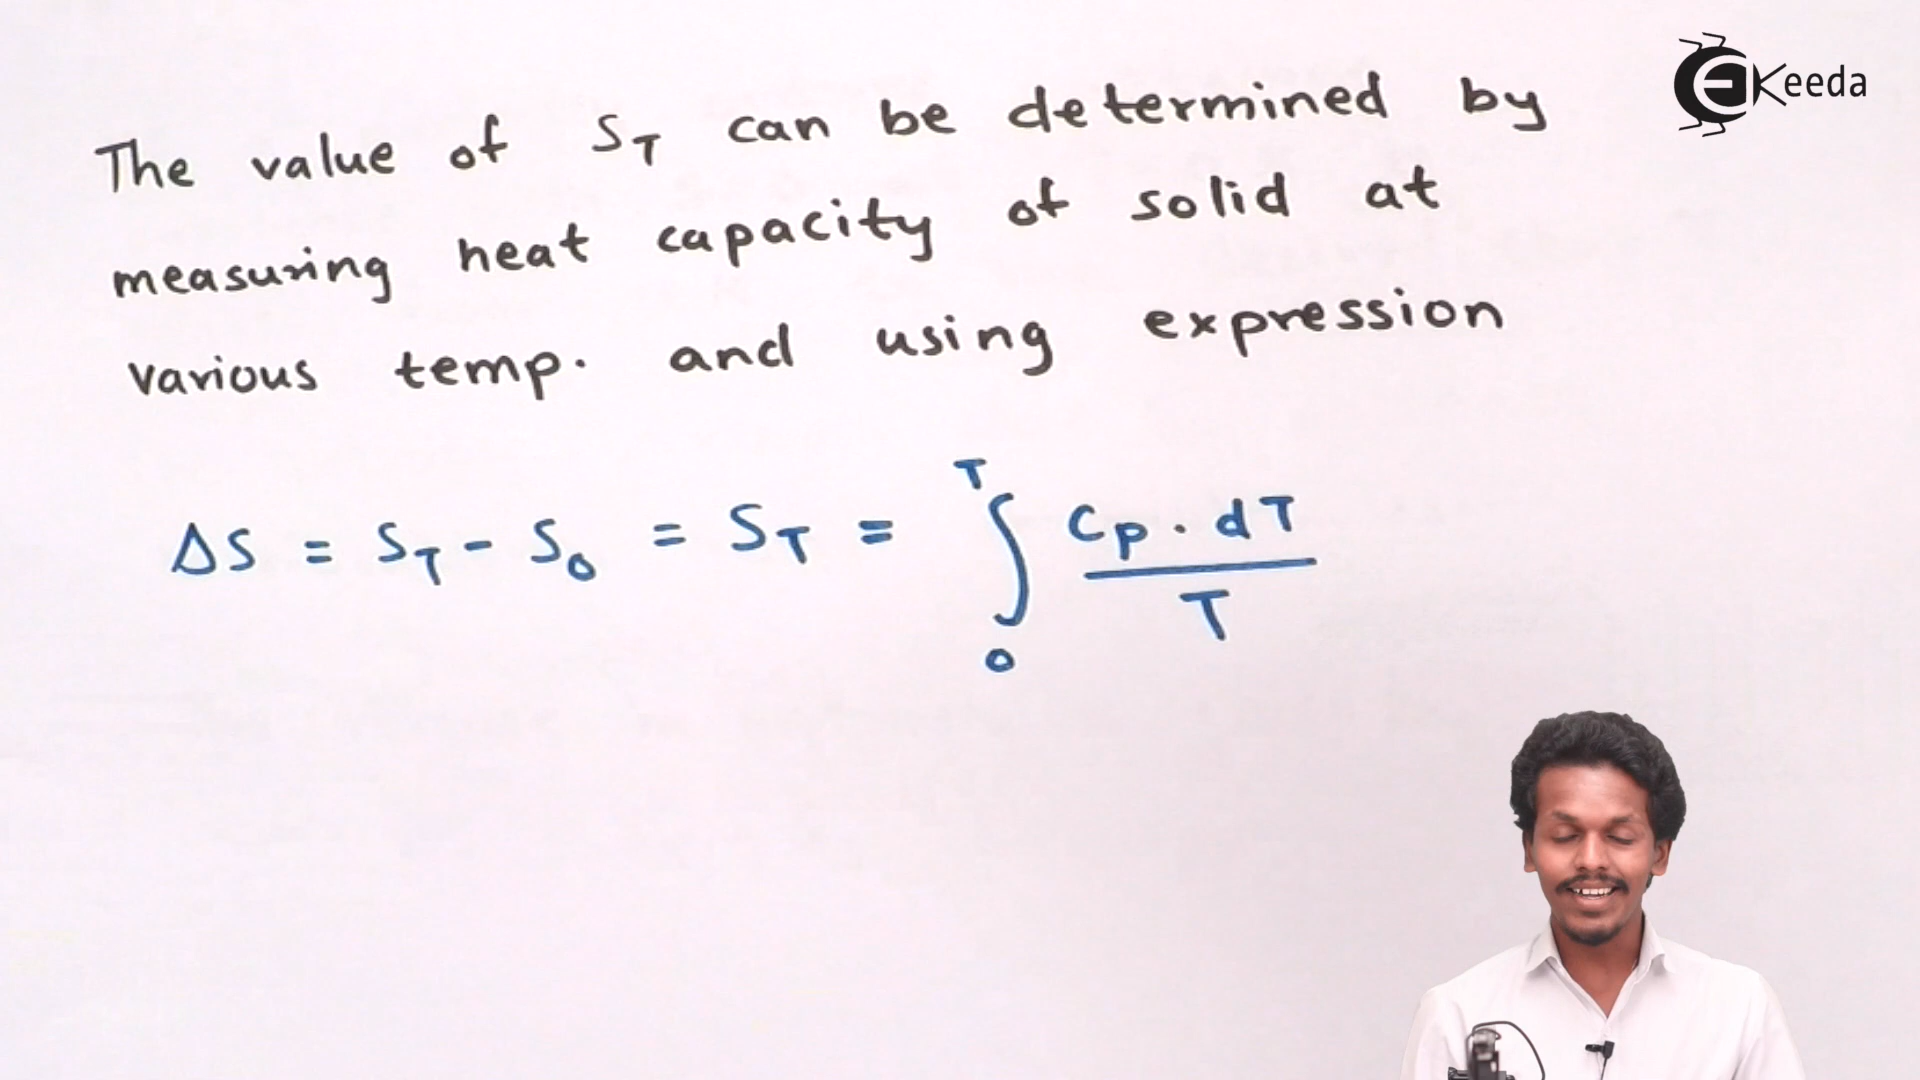 EKeeda
The value of S_T can be determined by
measuring heat capacity of solid at
various temp. and using expression
ΔS = S_T - S_0 = S_T = ∫_0^T Cp . dT / T